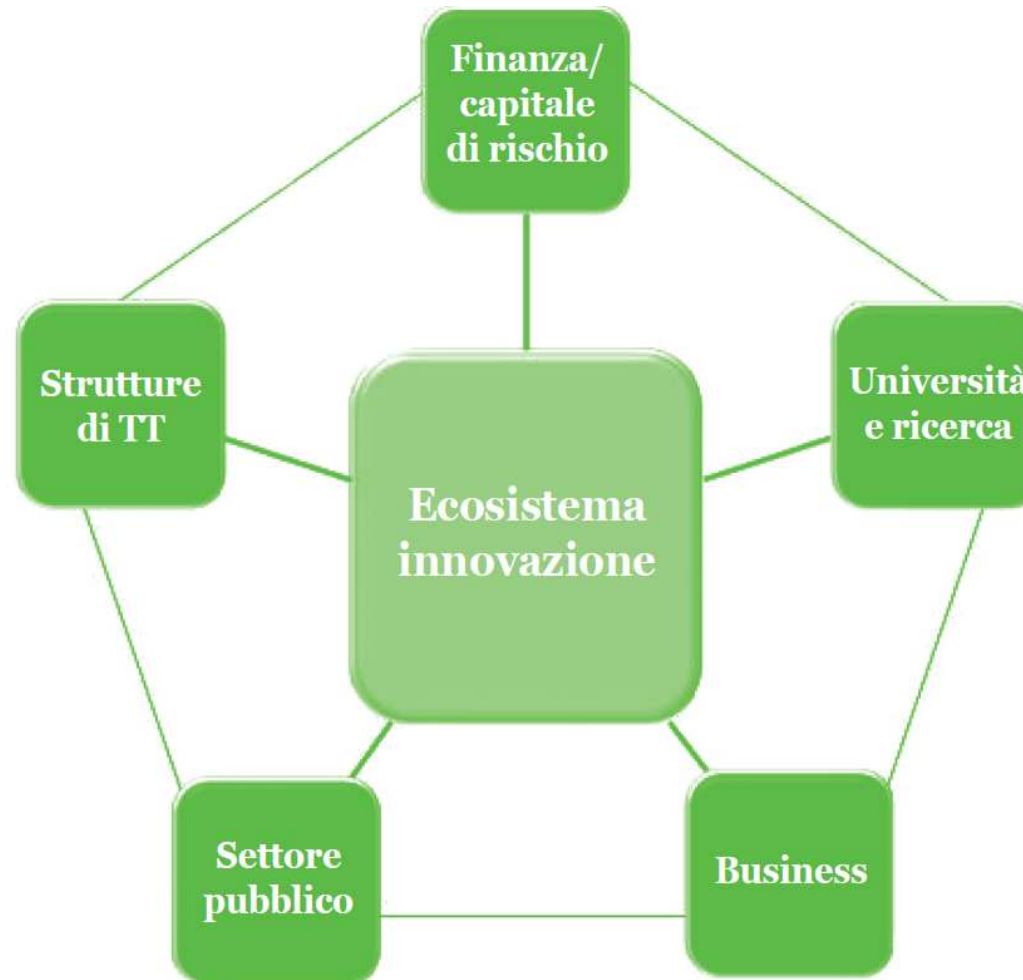 Finanza/
capitale
di rischio
Strutture
di TT
Università
e ricerca
Ecosistema
innovazione
Settore
pubblico
Business